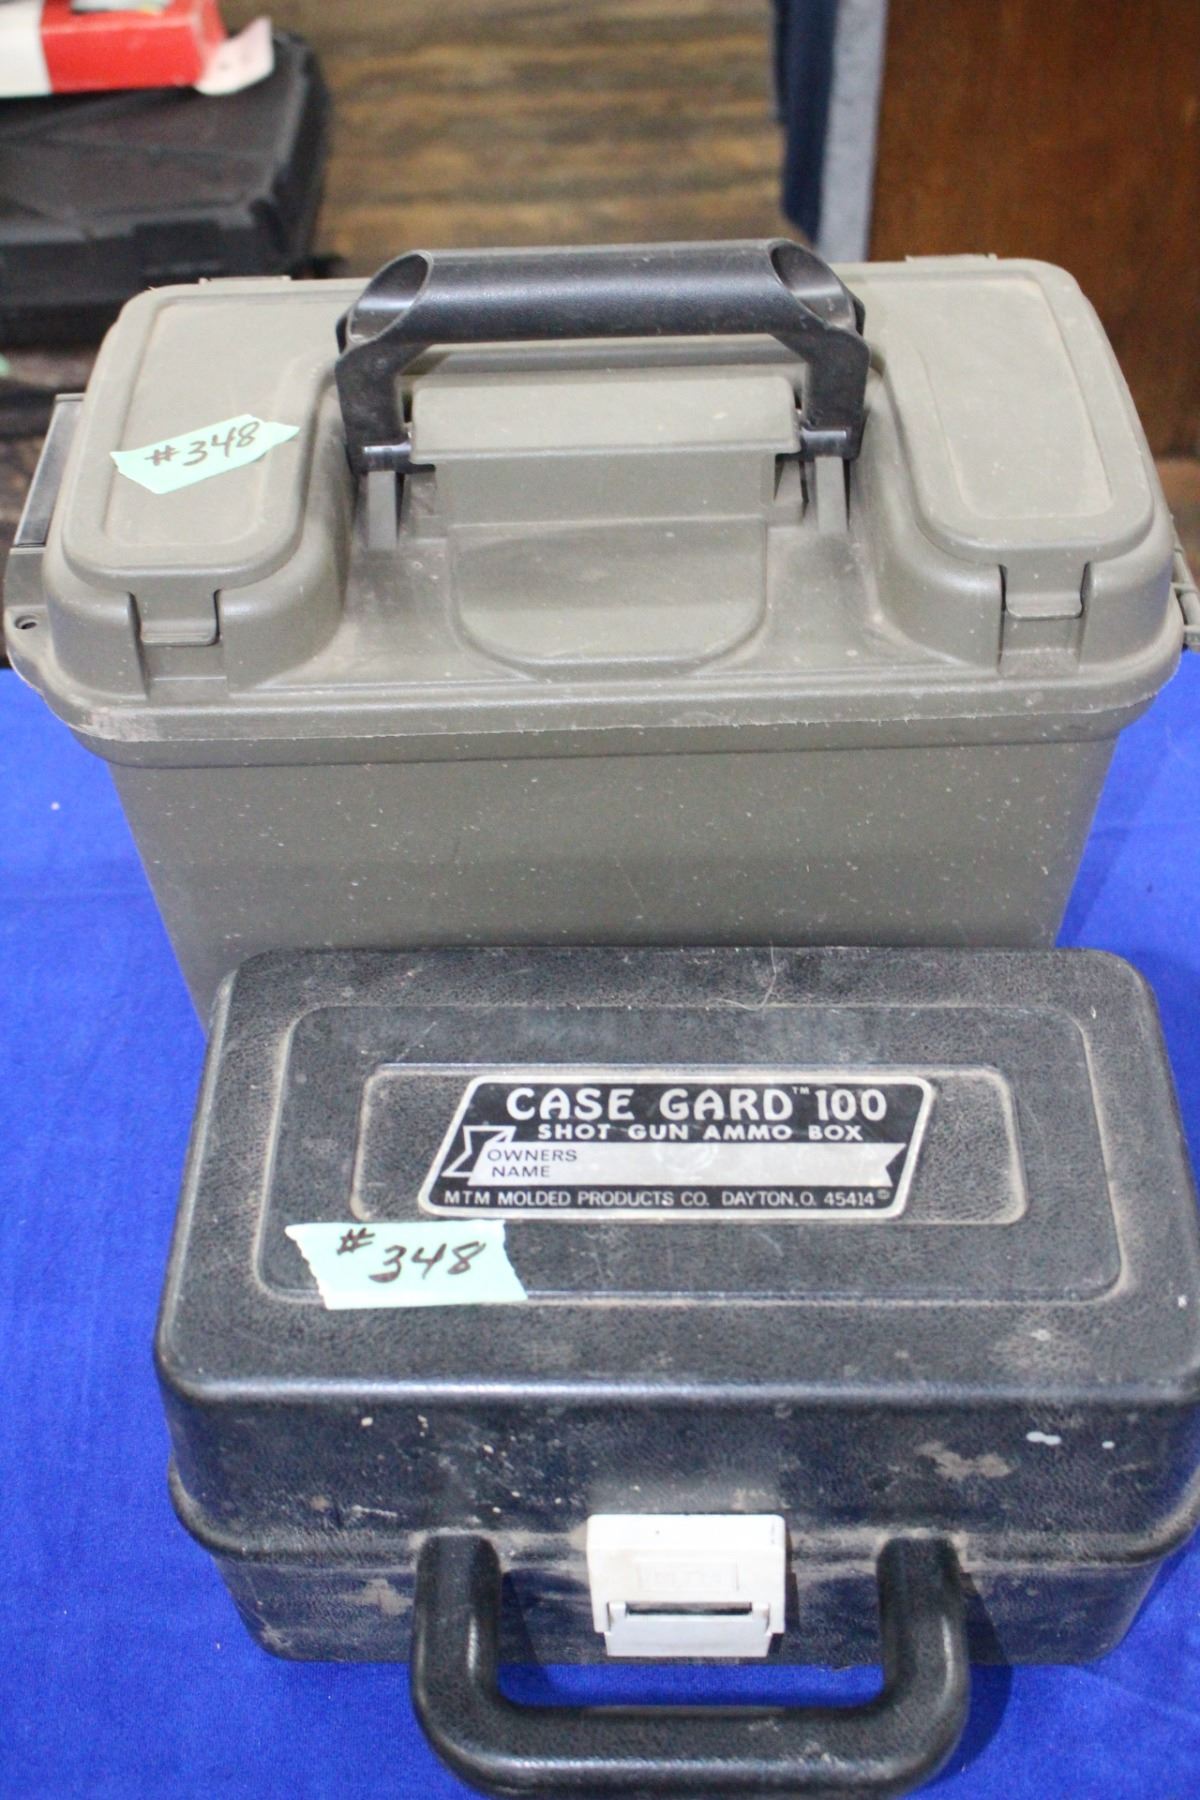 #348
CASE GARD™ 100
SHOT GUN AMMO BOX
OWNERS
NAME
MTM MOLDED PRODUCTS CO. DAYTON, O. 45414
#348